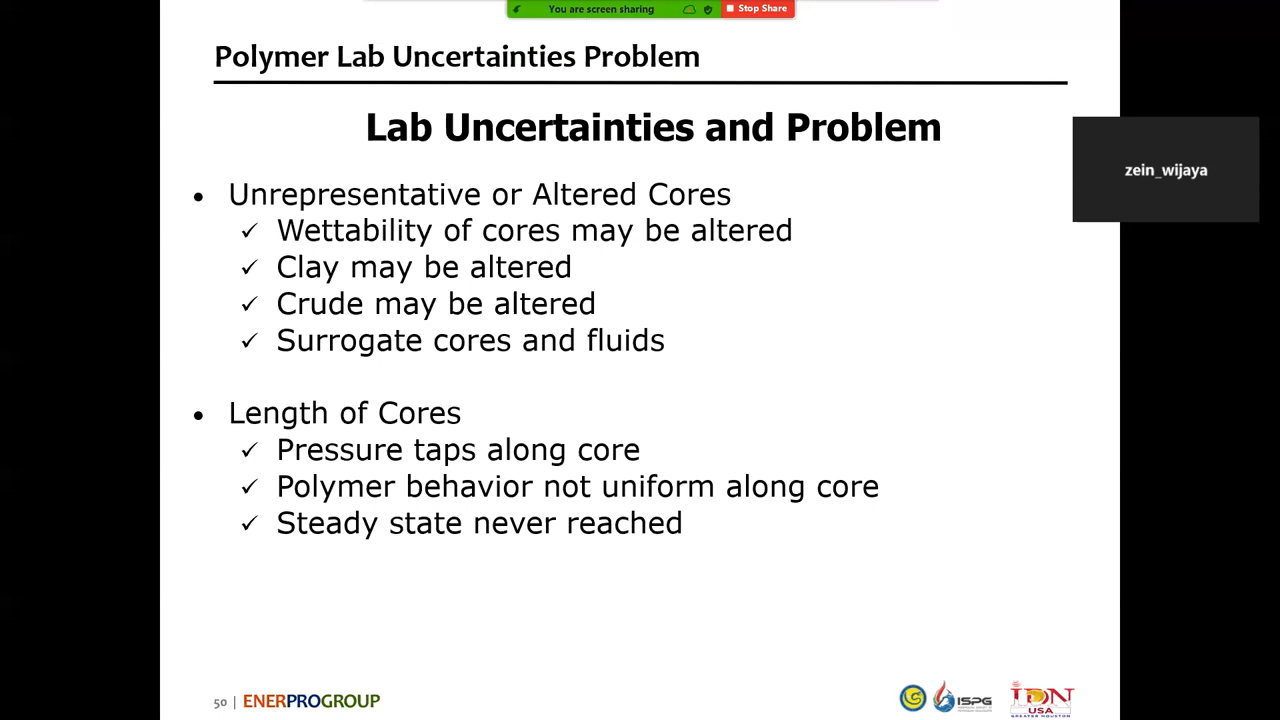 You are screen sharing
Stop Share
Polymer Lab Uncertainties Problem
Lab Uncertainties and Problem
zein_wijaya
• Unrepresentative or Altered Cores
✓ Wettability of cores may be altered
✓ Clay may be altered
✓ Crude may be altered
✓ Surrogate cores and fluids
• Length of Cores
✓ Pressure taps along core
✓ Polymer behavior not uniform along core
✓ Steady state never reached
50 | ENERPROGROUP
ISPG
IDN
USA
GREATER HOUSTON